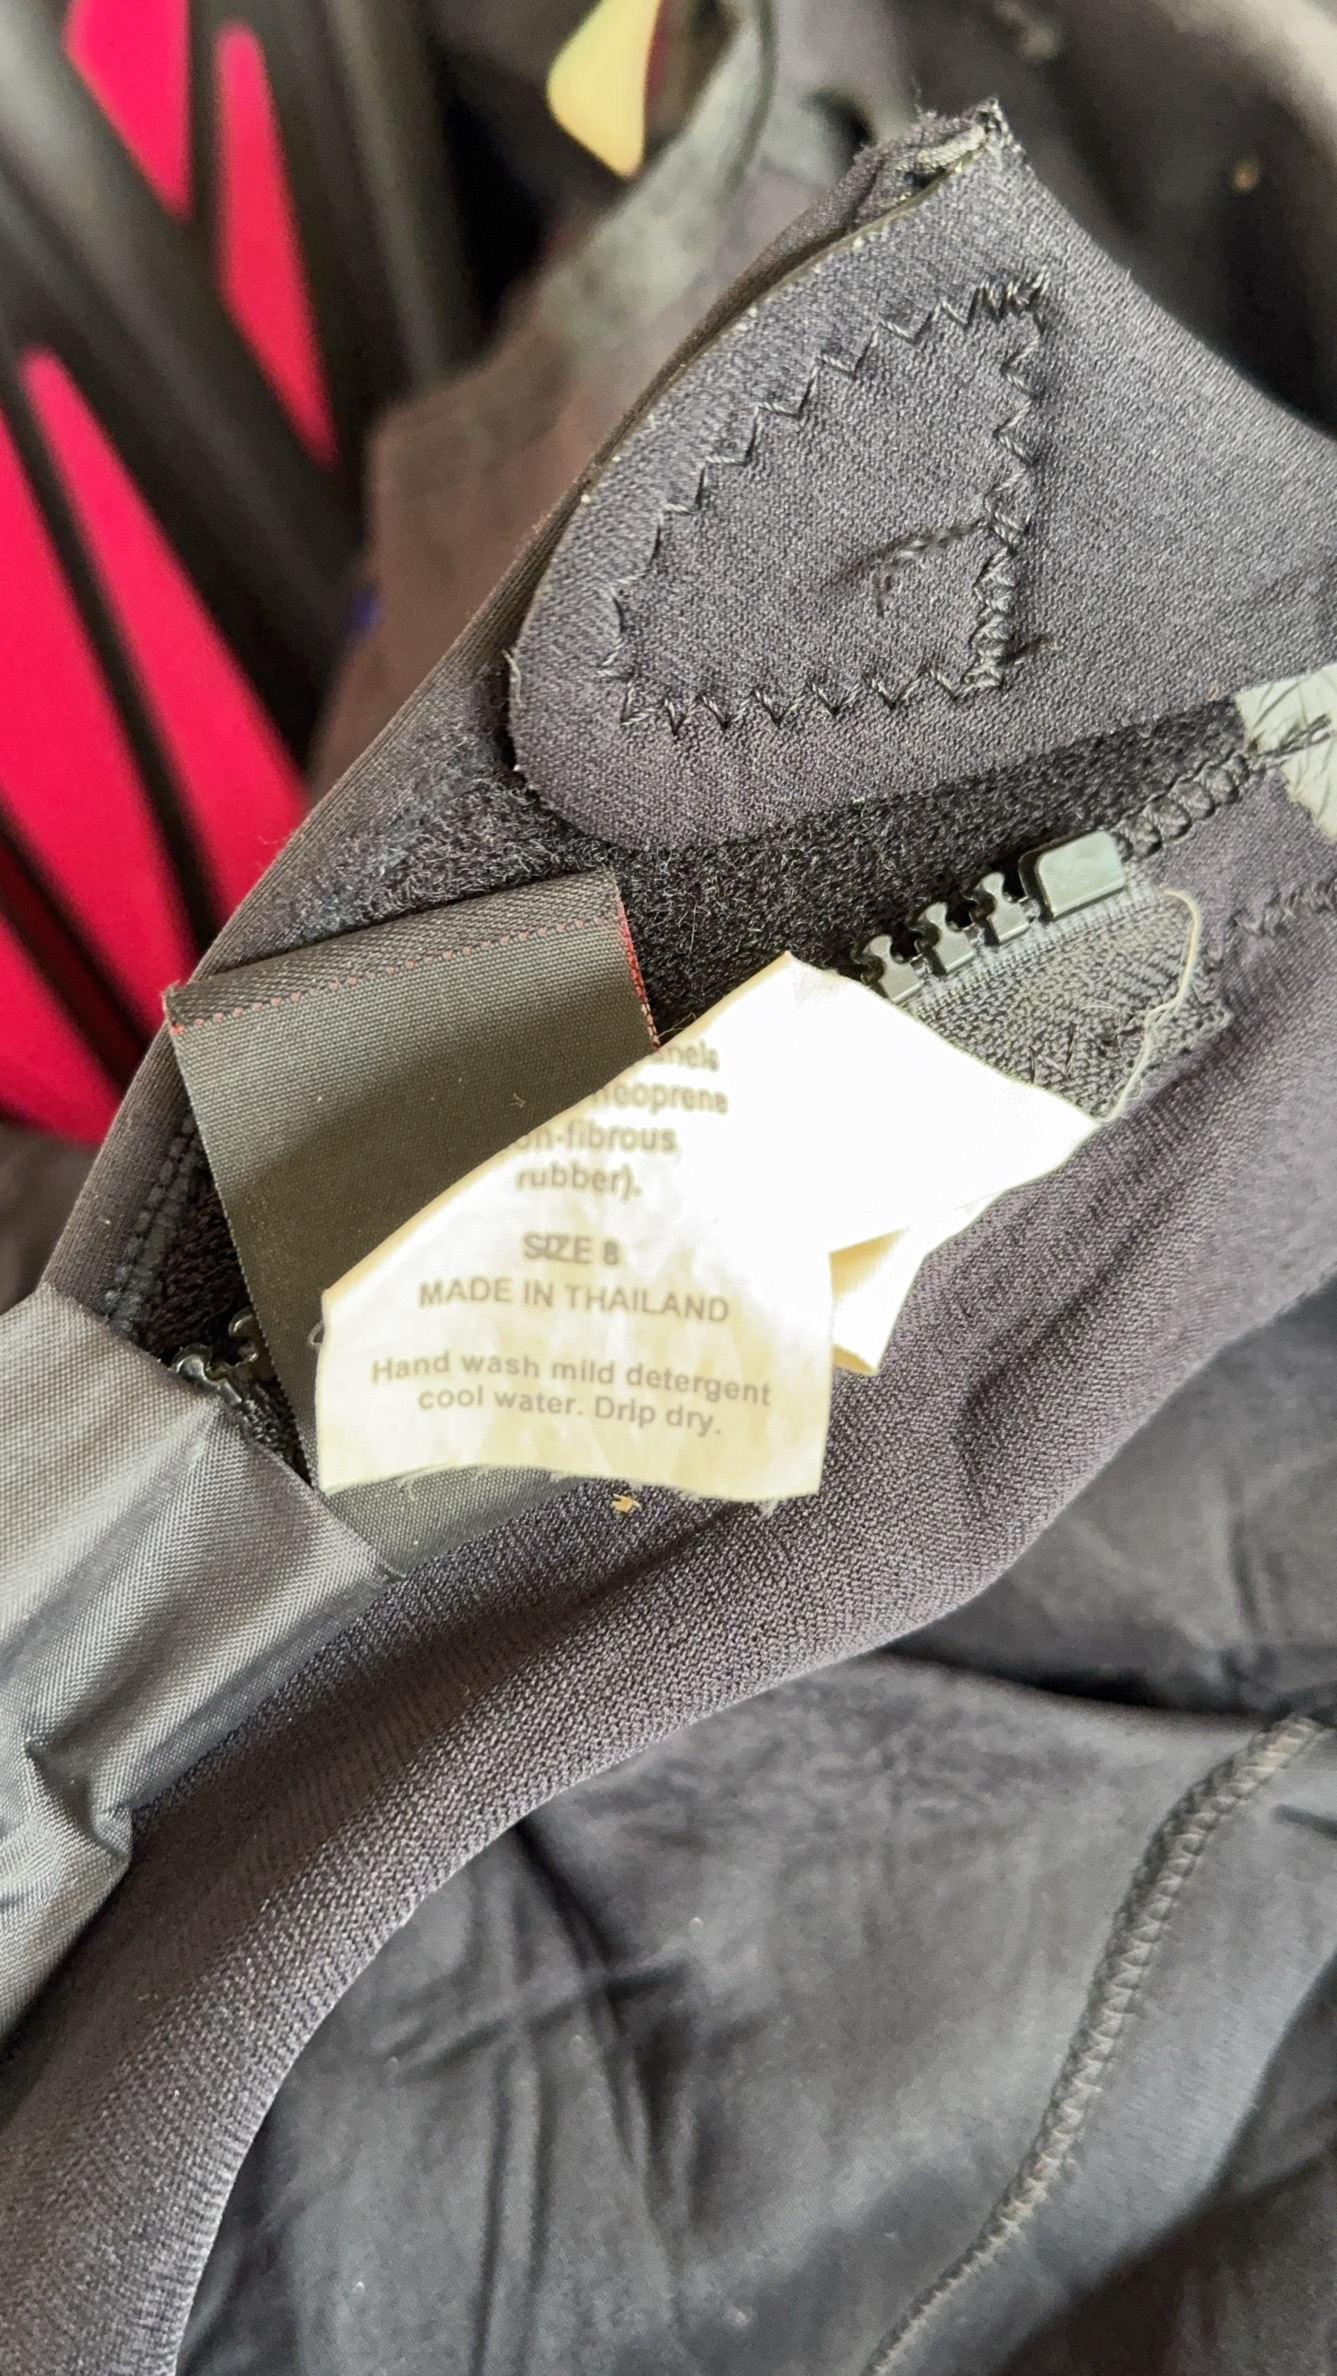 rubber).
SIZE 8
MADE IN THAILAND
Hand wash mild detergent
cool water. Drip dry.